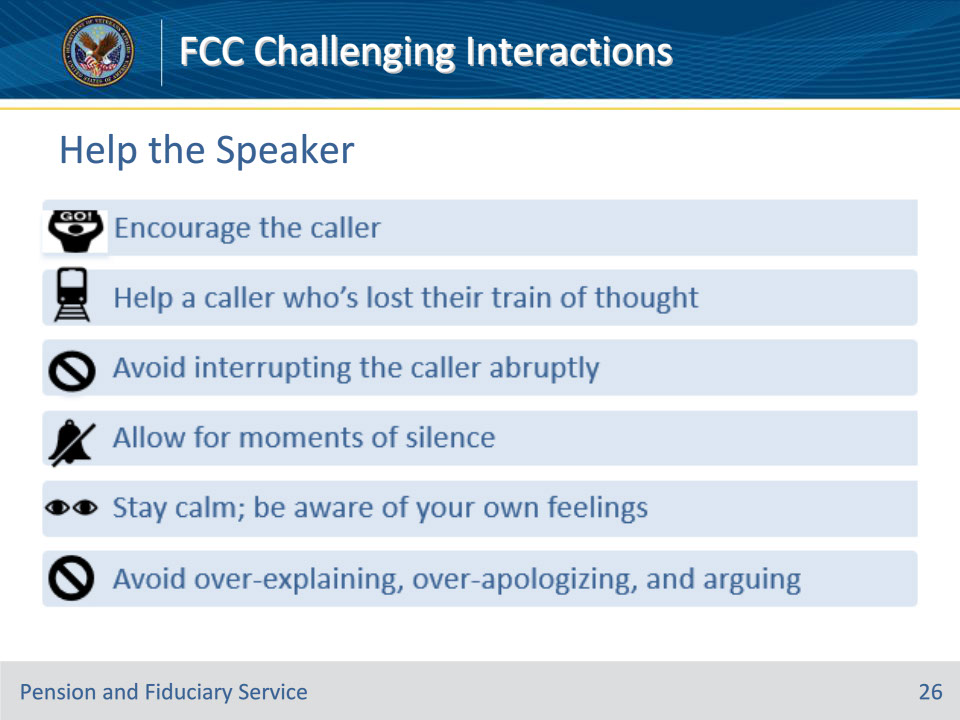 FCC Challenging Interactions
Help the Speaker
GO!
Encourage the caller
Help a caller who's lost their train of thought
Avoid interrupting the caller abruptly
Allow for moments of silence
Stay calm; be aware of your own feelings
Avoid over-explaining, over-apologizing, and arguing
Pension and Fiduciary Service
26